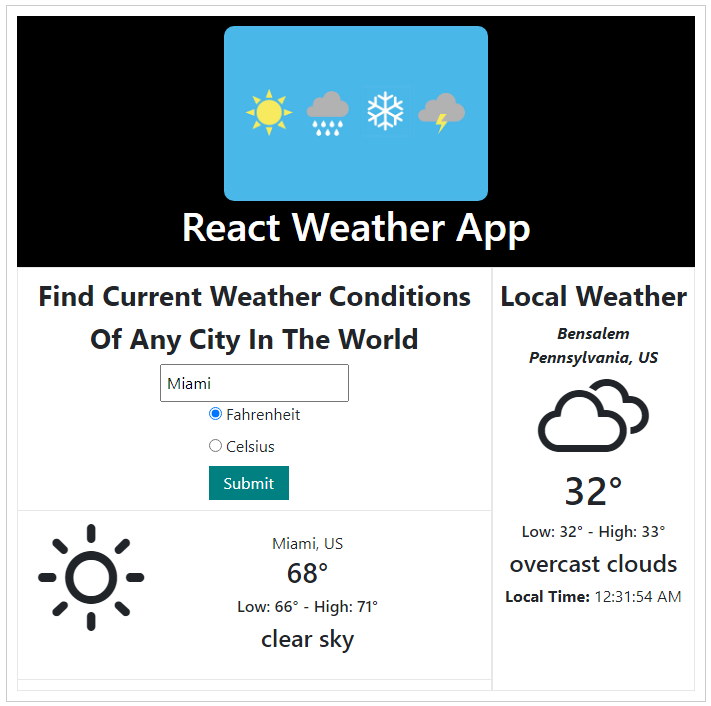 React Weather App
Find Current Weather Conditions
Of Any City In The World
Miami
Fahrenheit
Celsius
Submit
Miami, US
68°
Low: 66° - High: 71°
clear sky
Local Weather
Bensalem
Pennsylvania, US
32°
Low: 32° - High: 33°
overcast clouds
Local Time: 12:31:54 AM